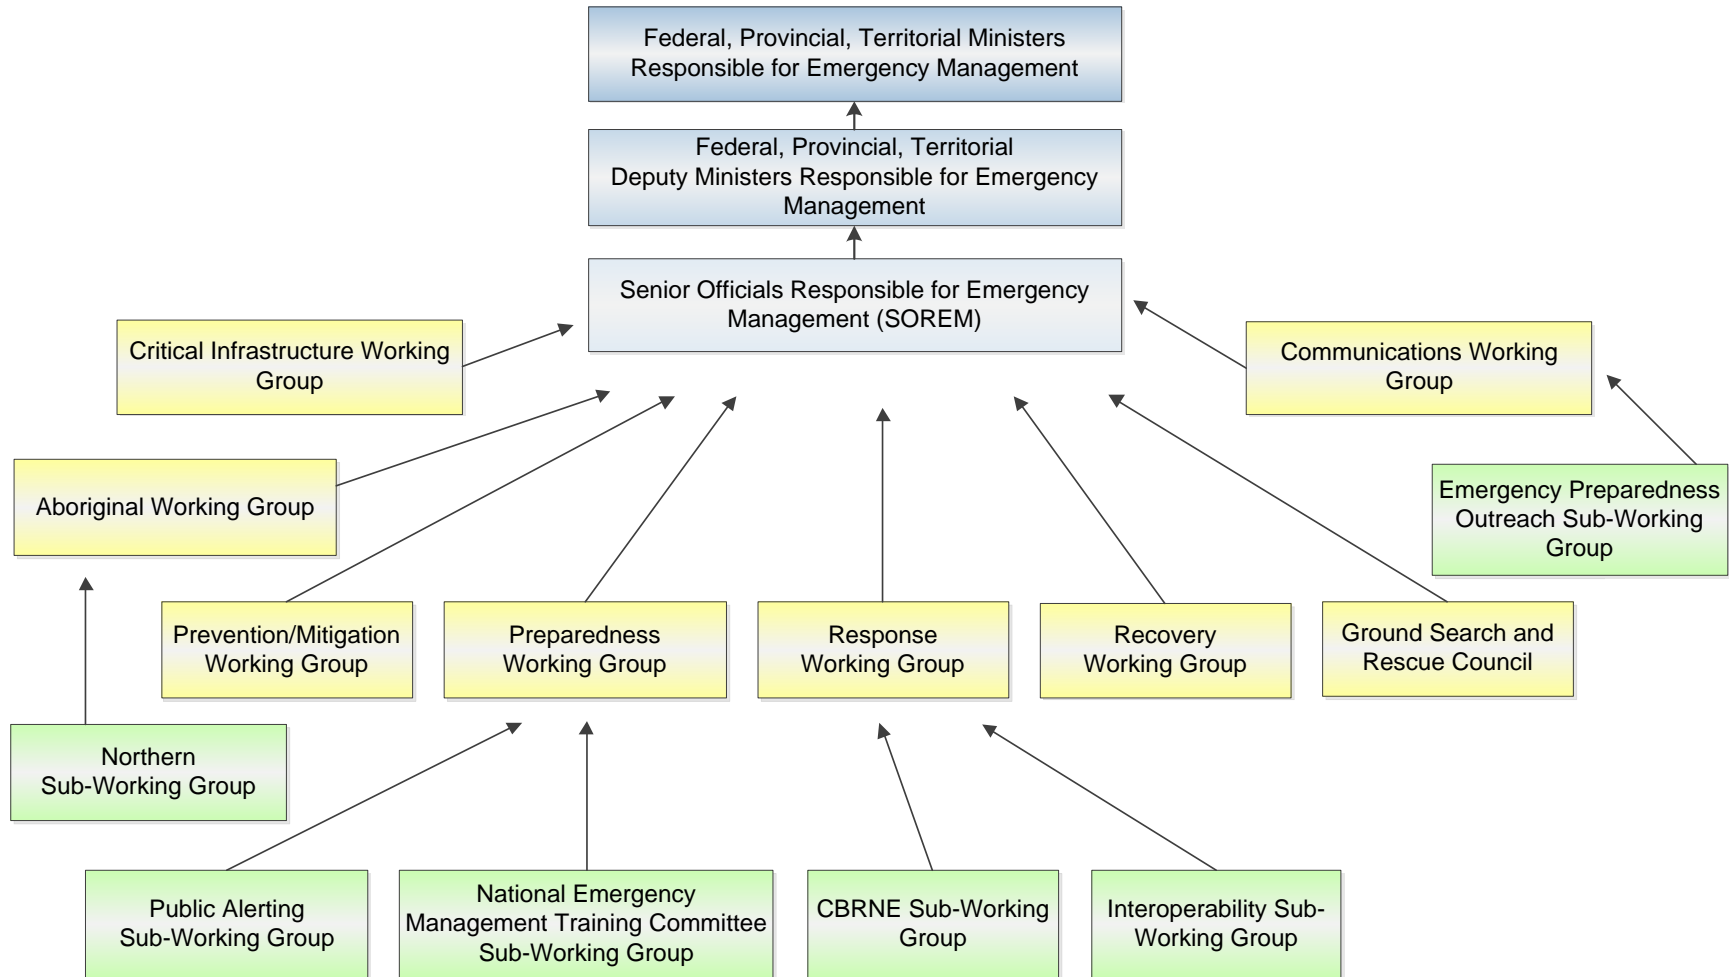 Federal, Provincial, Territorial Ministers
Responsible for Emergency Management
Federal, Provincial, Territorial
Deputy Ministers Responsible for Emergency
Management
Senior Officials Responsible for Emergency
Management (SOREM)
Critical Infrastructure Working
Group
Communications Working
Group
Aboriginal Working Group
Emergency Preparedness
Outreach Sub-Working
Group
Prevention/Mitigation
Working Group
Preparedness
Working Group
Response
Working Group
Recovery
Working Group
Ground Search and
Rescue Council
Northern
Sub-Working Group
Public Alerting
Sub-Working Group
National Emergency
Management Training Committee
Sub-Working Group
CBRNE Sub-Working
Group
Interoperability Sub-
Working Group